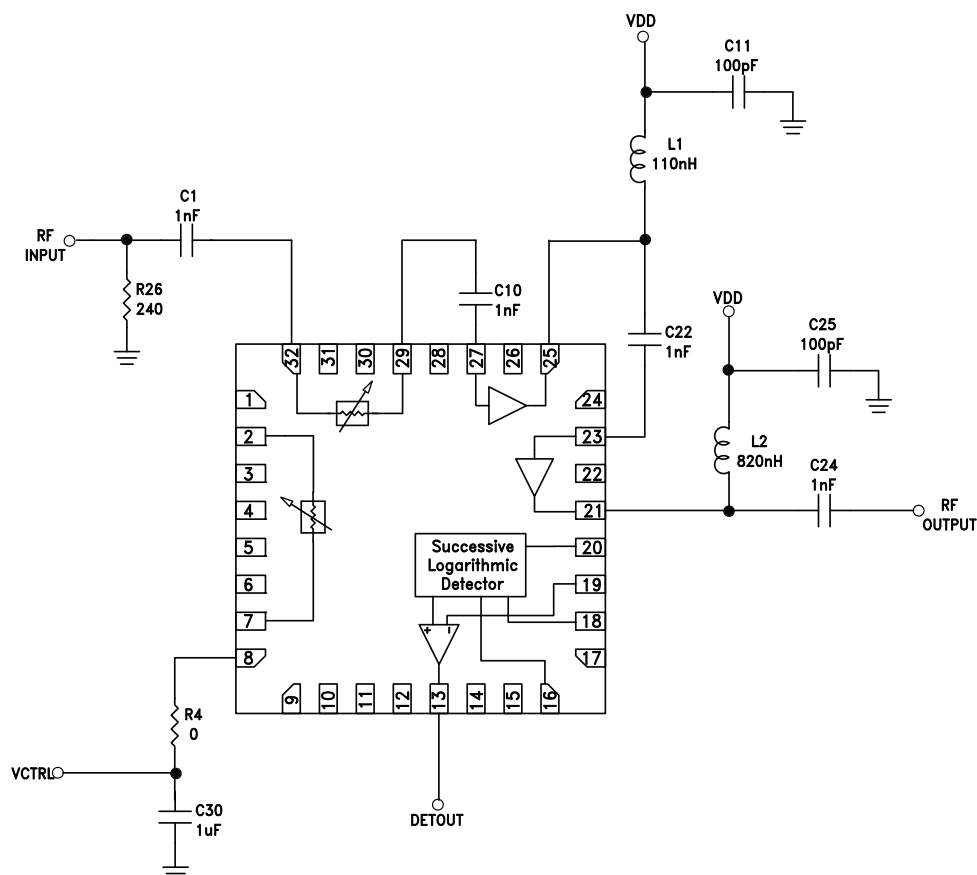 VDD
C11
100pF
L1
110nH
C1
1nF
RF
INPUT
R26
240
C10
1nF
C22
1nF
VDD
C25
100pF
L2
820nH
C24
1nF
RF
OUTPUT
32
31
30
29
28
27
26
25
1
2
3
4
5
6
7
8
24
23
22
21
20
19
18
17
Successive
Logarithmic
Detector
+ -
9
10
11
12
13
14
15
16
R4
0
VCTRL
C30
1uF
DETOUT